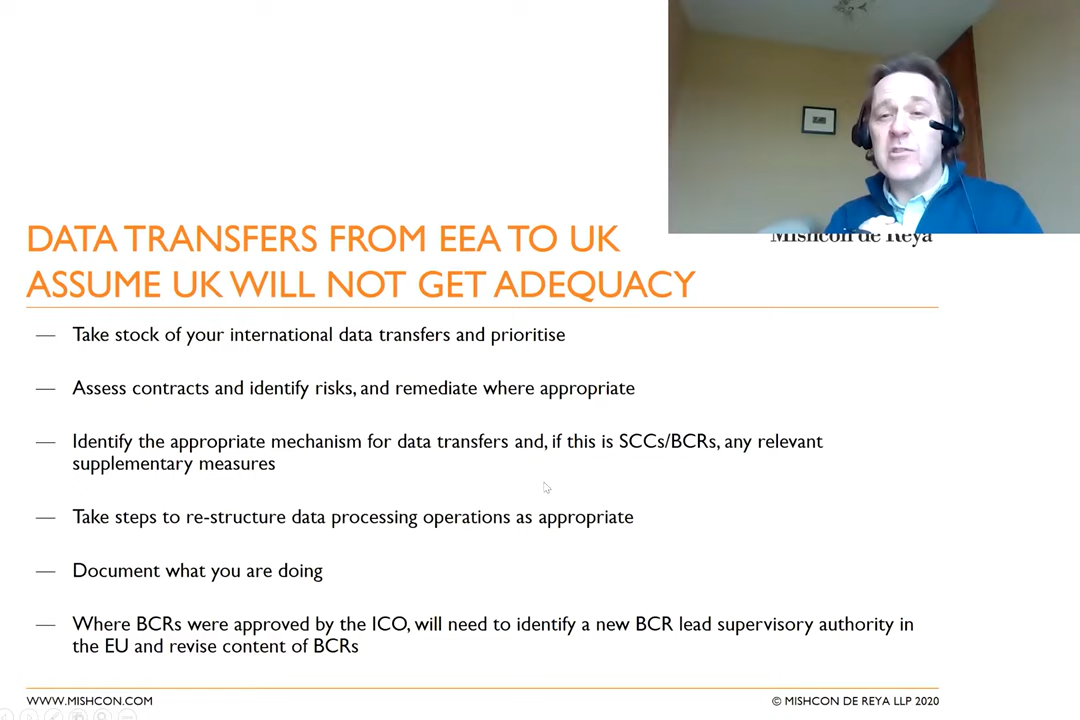 Mishcon de Reya
DATA TRANSFERS FROM EEA TO UK
ASSUME UK WILL NOT GET ADEQUACY
— Take stock of your international data transfers and prioritise
— Assess contracts and identify risks, and remediate where appropriate
— Identify the appropriate mechanism for data transfers and, if this is SCCs/BCRs, any relevant
supplementary measures
— Take steps to re-structure data processing operations as appropriate
— Document what you are doing
— Where BCRs were approved by the ICO, will need to identify a new BCR lead supervisory authority in
the EU and revise content of BCRs
WWW.MISHCON.COM
© MISHCON DE REYA LLP 2020